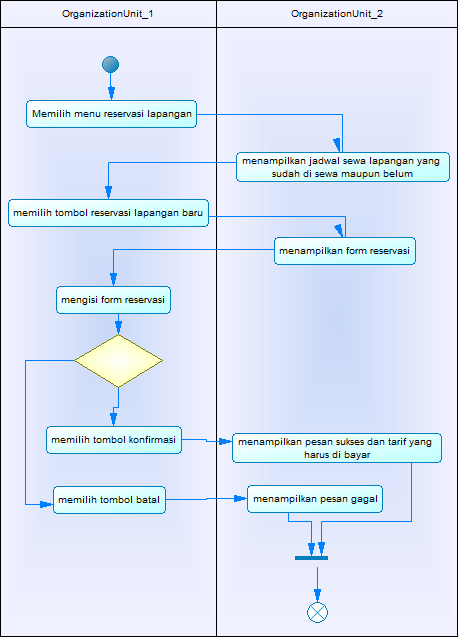 OrganizationUnit_1
OrganizationUnit_2
Memilih menu reservasi lapangan
menampilkan jadwal sewa lapangan yang
sudah di sewa maupun belum
memilih tombol reservasi lapangan baru
menampilkan form reservasi
mengisi form reservasi
memilih tombol konfirmasi
menampilkan pesan sukses dan tarif yang
harus di bayar
memilih tombol batal
menampilkan pesan gagal